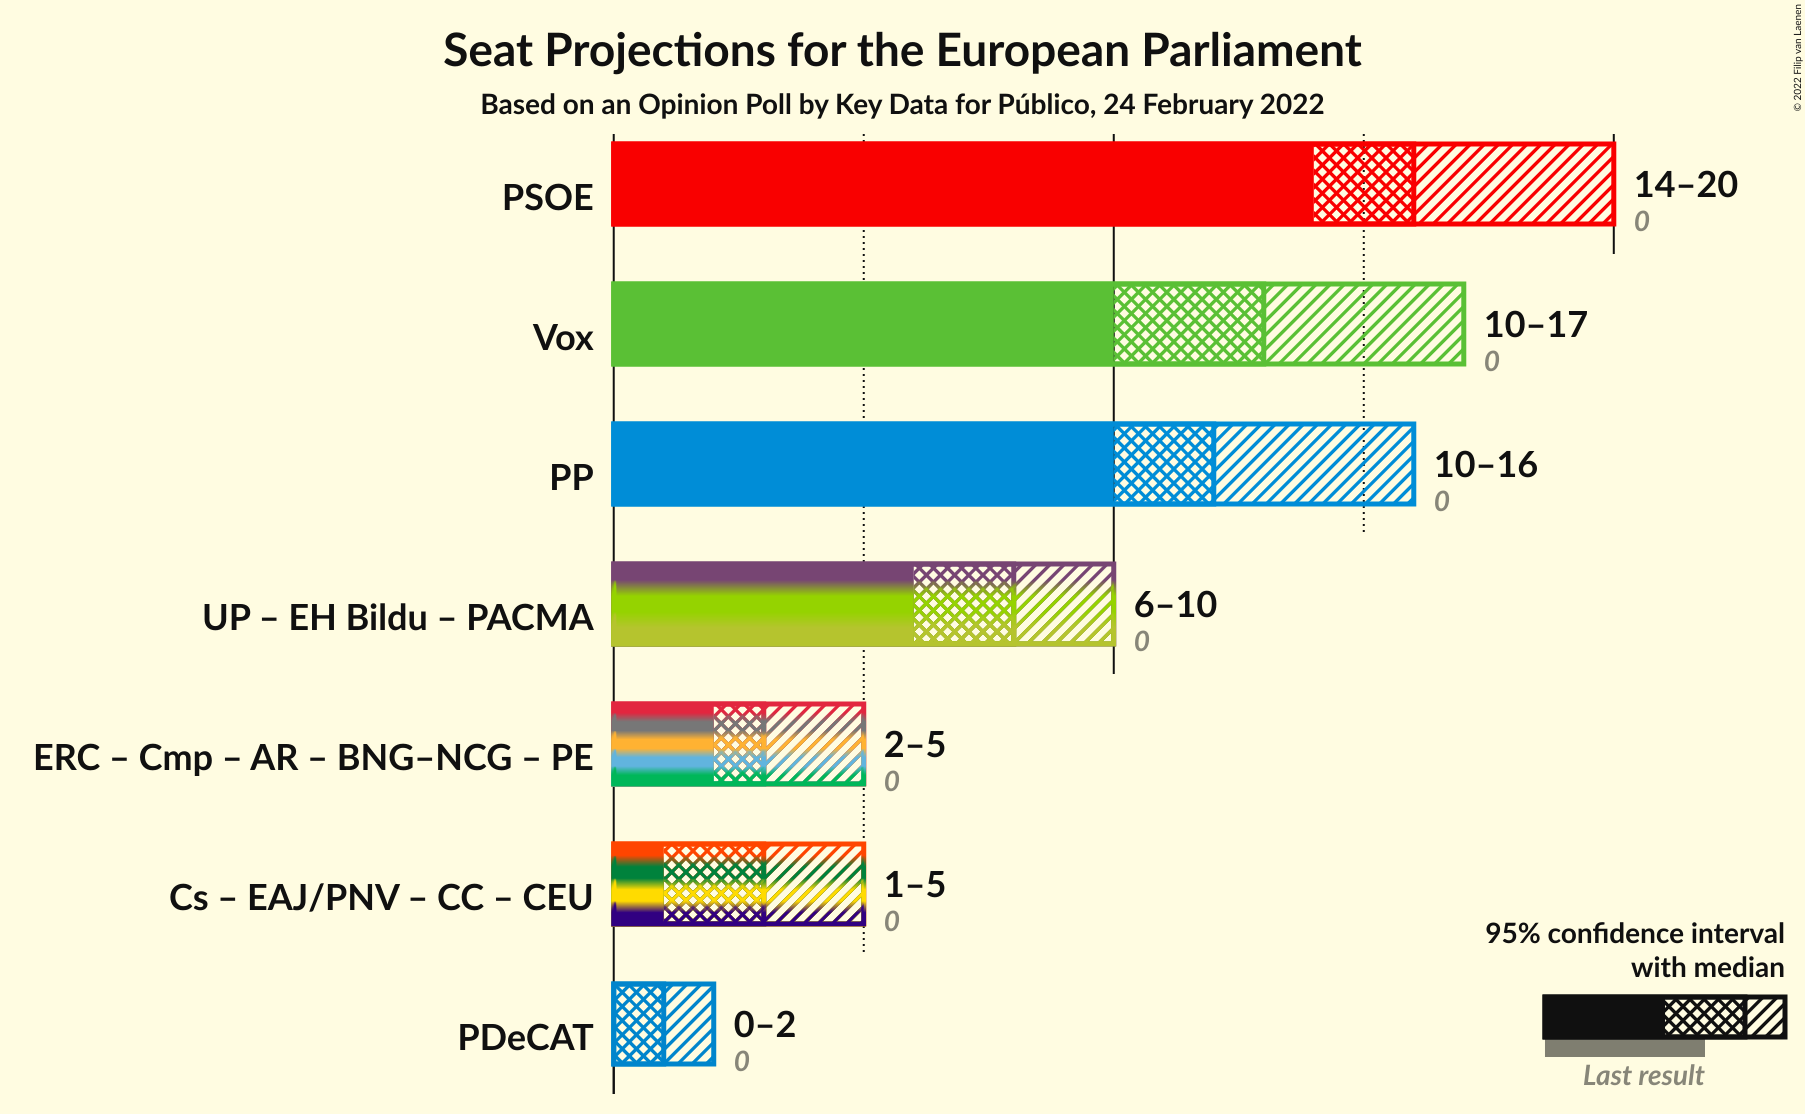 Seat Projections for the European Parliament
Based on an Opinion Poll by Key Data for Público, 24 February 2022
© 2022 Filip van Laenen
PSOE
14–20
0
Vox
10–17
0
PP
10–16
0
UP – EH Bildu – PACMA
6–10
0
ERC – Cmp – AR – BNG–NCG – PE
2–5
0
Cs – EAJ/PNV – CC – CEU
1–5
0
PDeCAT
0–2
0
95% confidence interval
with median
Last result